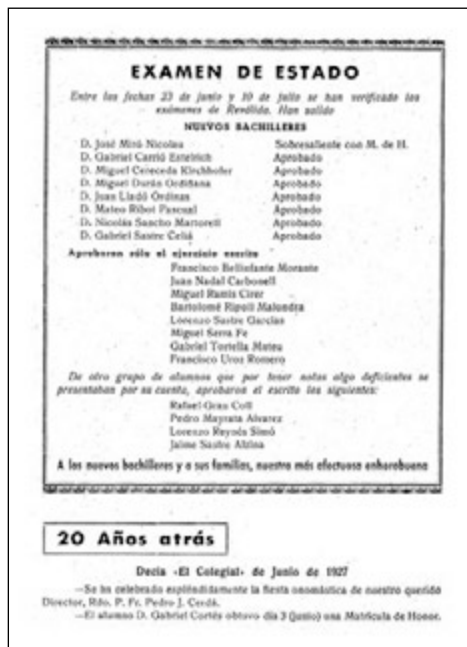 EXAMEN DE ESTADO
Entre las fechas 23 de junio y 10 de julio se han verificado los
exámenes de Reválida. Han salido
NUEVOS BACHILLERES
D. José Miró Nicolau Sobresaliente con M. de H.
D. Gabriel Carrió Estelrich Aprobado
D. Miguel Cereceda Kirchhofer Aprobado
D. Miguel Durán Ordiñana Aprobado
D. Juan Lladó Ordinas Aprobado
D. Mateo Ribot Pascual Aprobado
D. Nicolás Sancho Martorell Aprobado
D. Gabriel Sastre Celiá Aprobado
Aprobaron sólo el ejercicio escrito
Francisco Bellinfante Morante
Juan Nadal Carbonell
Miguel Ramis Cirer
Bartolomé Ripoll Malondra
Lorenzo Sastre Garcías
Miguel Serra Fe
Gabriel Tortella Mateu
Francisco Uroz Romero
De otro grupo de alumnos que por tener notas algo deficientes se
presentaban por su cuenta, aprobaron el escrito los siguientes:
Rafael Grau Coll
Pedro Mayrata Alvarez
Lorenzo Reynés Simó
Jaime Sastre Alzina
A los nuevos bachilleres y a sus familias, nuestra más efectuosa enhorabuena
20 Años atrás
Decía «El Colegial» de Junio de 1927
—Se ha celebrado espléndidamente la fiesta onomástica de nuestro querido
Director, Rdo. P. Fr. Pedro J. Cerdá.
—El alumno D. Gabriel Cortés obtuvo día 3 (junio) una Matrícula de Honor.